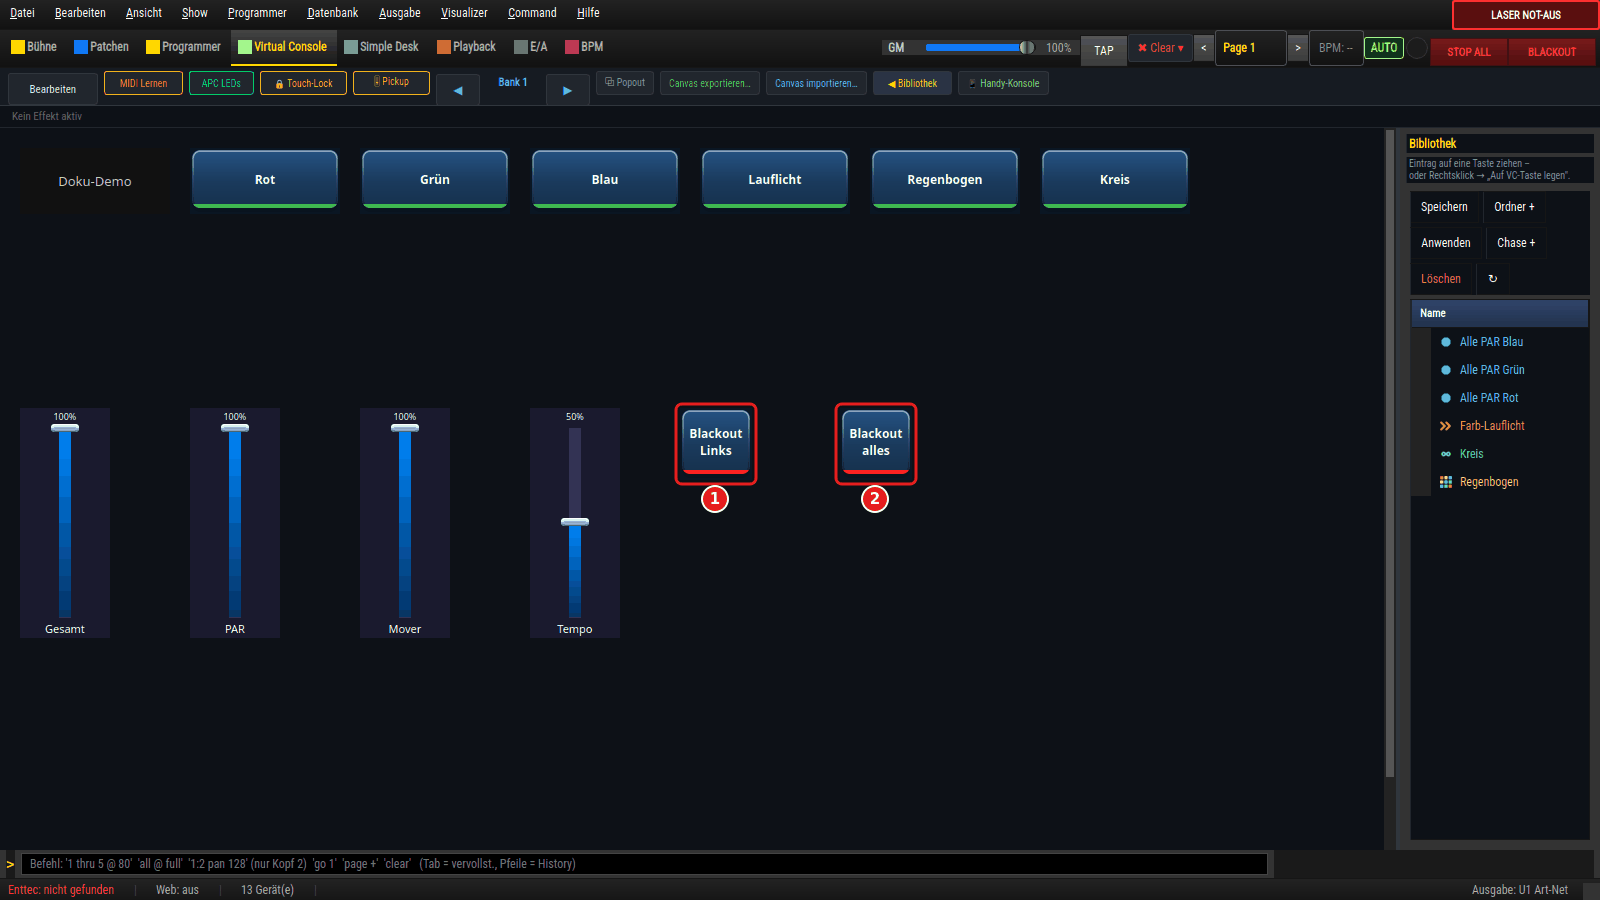 Datei Bearbeiten Ansicht Show Programmer Datenbank Ausgabe Visualizer Command Hilfe
LASER NOT-AUS
Bühne Patchen Programmer Virtual Console Simple Desk Playback E/A BPM
GM 100% TAP ✖ Clear ▾ < Page 1 > BPM: -- AUTO STOP ALL BLACKOUT
Bearbeiten MIDI Lernen APC LEDs Touch-Lock Pickup ◀ Bank 1 ▶ Popout Canvas exportieren... Canvas importieren... ◀ Bibliothek Handy-Konsole
Kein Effekt aktiv
Doku-Demo Rot Grün Blau Lauflicht Regenbogen Kreis
100% 100% 100% 50%
Blackout Links
Blackout alles
1 2
Gesamt PAR Mover Tempo
Bibliothek
Eintrag auf eine Taste ziehen –
oder Rechtsklick → „Auf VC-Taste legen".
Speichern Ordner +
Anwenden Chase +
Löschen ↻
Name
Alle PAR Blau
Alle PAR Grün
Alle PAR Rot
Farb-Lauflicht
Kreis
Regenbogen
> Befehl: '1 thru 5 @ 80' 'all @ full' '1:2 pan 128' (nur Kopf 2) 'go 1' 'page +' 'clear' (Tab = vervollst., Pfeile = History)
Enttec: nicht gefunden Web: aus 13 Gerät(e) Ausgabe: U1 Art-Net